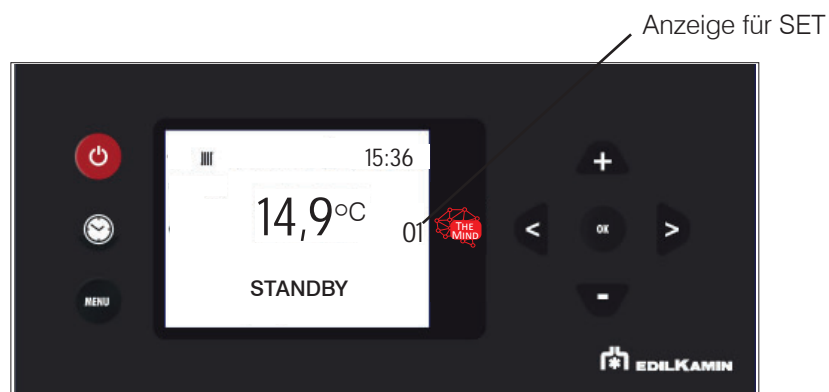 Anzeige für SET
15:36
14,9°C
01
THE
MIND
STANDBY
OK
MENU
EDILKAMIN